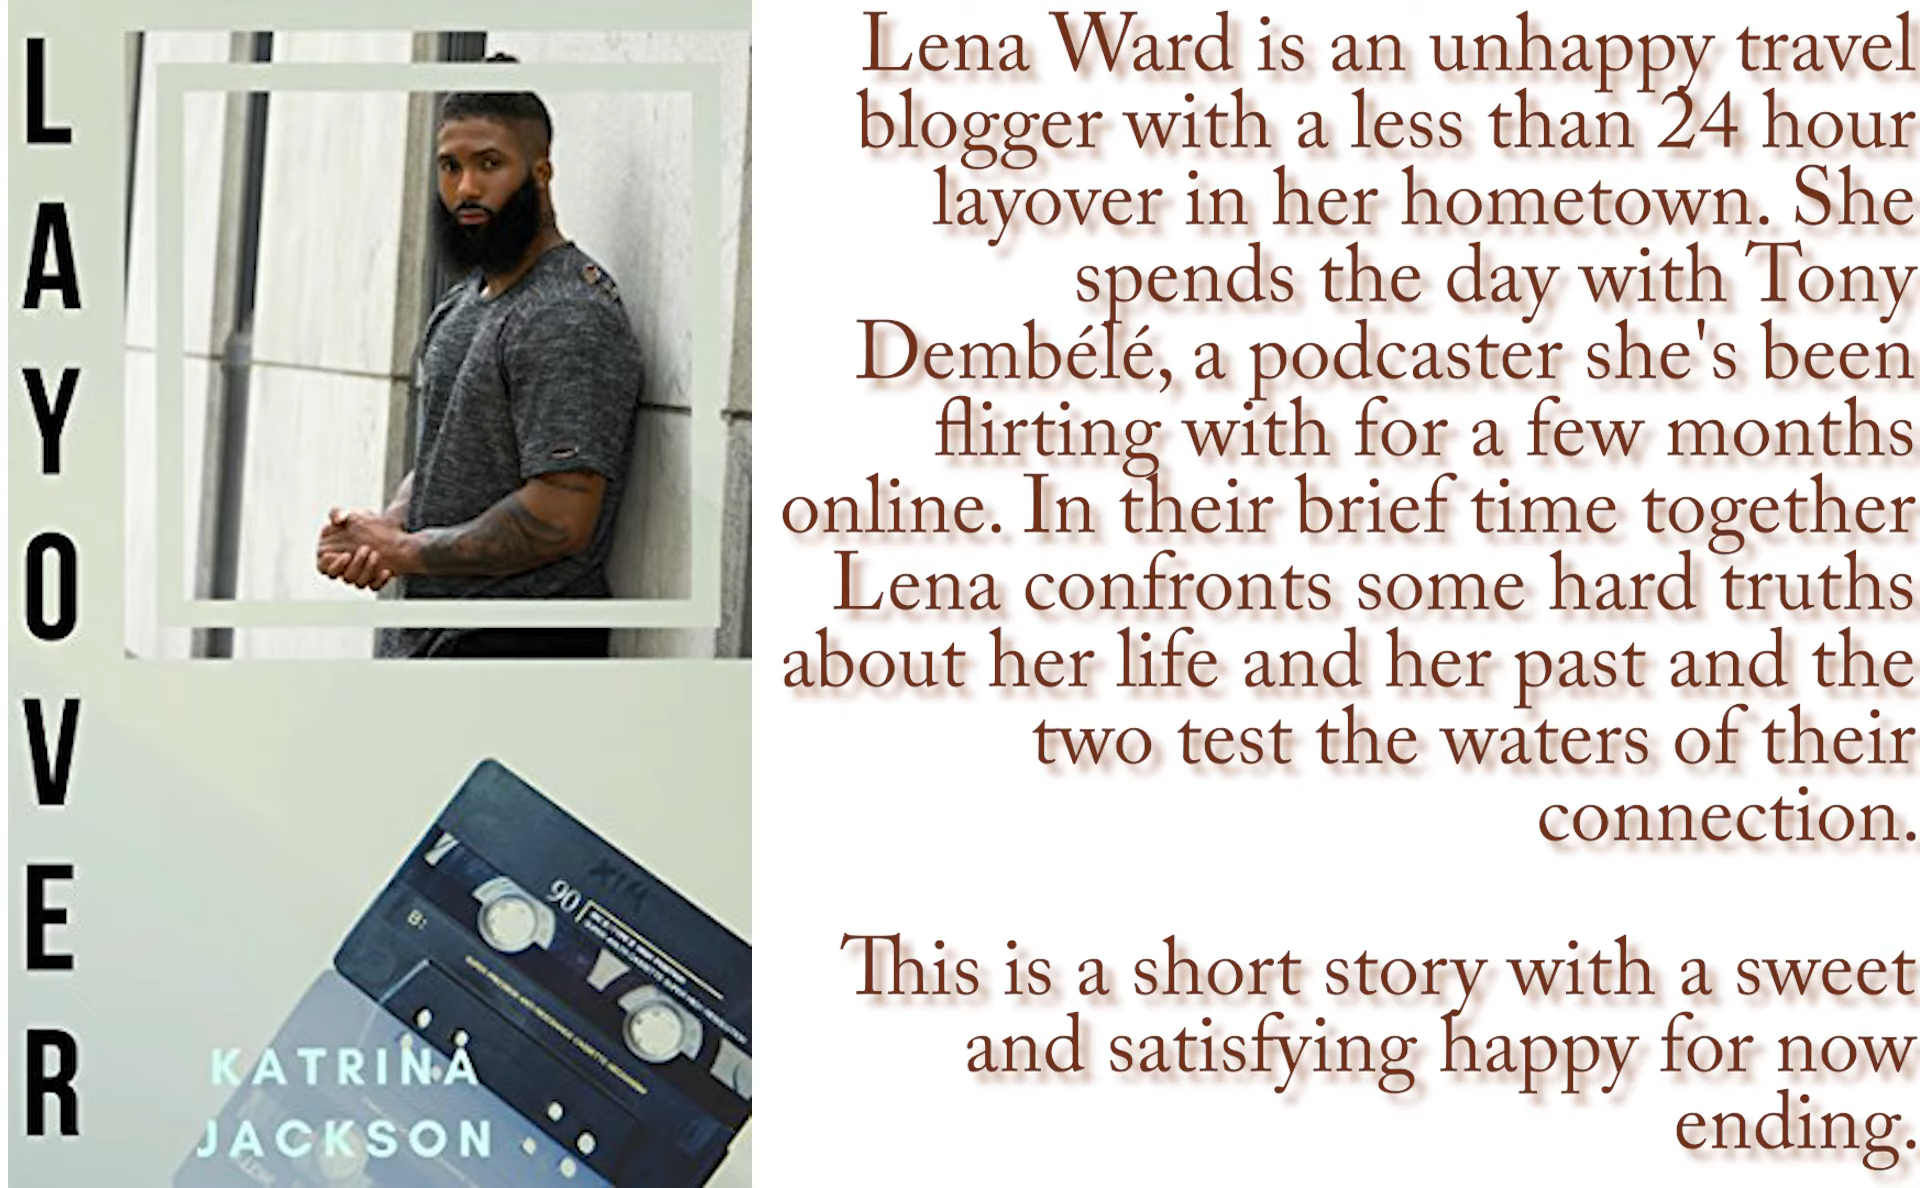 LAYOVER
90
B:
KATRINA
JACKSON
Lena Ward is an unhappy travel
blogger with a less than 24 hour
layover in her hometown. She
spends the day with Tony
Dembélé, a podcaster she's been
flirting with for a few months
online. In their brief time together
Lena confronts some hard truths
about her life and her past and the
two test the waters of their
connection.
This is a short story with a sweet
and satisfying happy for now
ending.